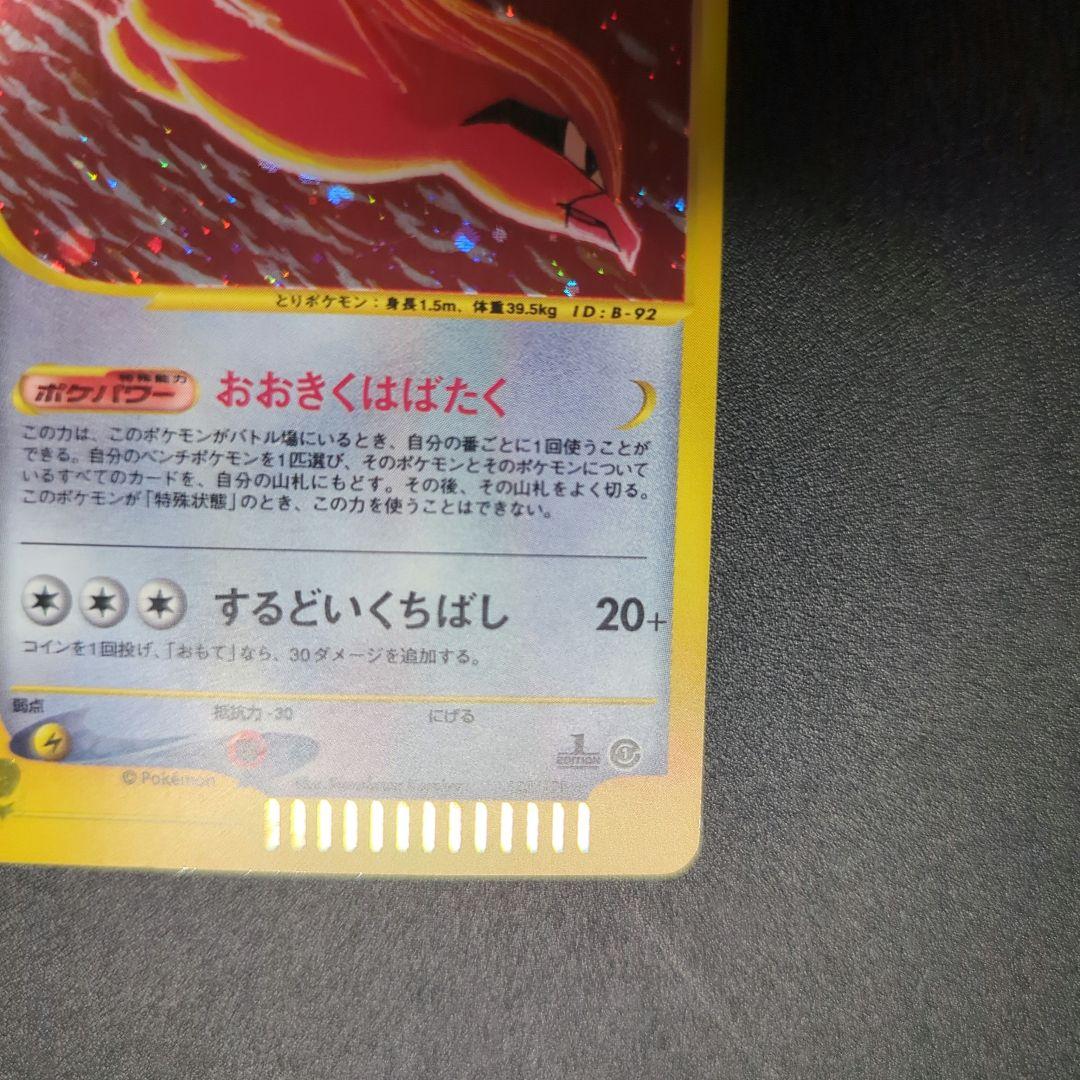 とりポケモン：身長1.5m、体重39.5kg ID:B-92
特殊能力
ポケパワー おおきくはばたく
この力は、このポケモンがバトル場にいるとき、自分の番ごとに1回使うことが
できる。自分のベンチポケモンを1匹選び、そのポケモンとそのポケモンについて
いるすべてのカードを、自分の山札にもどす。その後、その山札をよく切る。
このポケモンが「特殊状態」のとき、この力を使うことはできない。
するどいくちばし 20+
コインを1回投げ、「おもて」なら、30ダメージを追加する。
弱点 抵抗力 -30 にげる
1
EDITION
©Pokémon